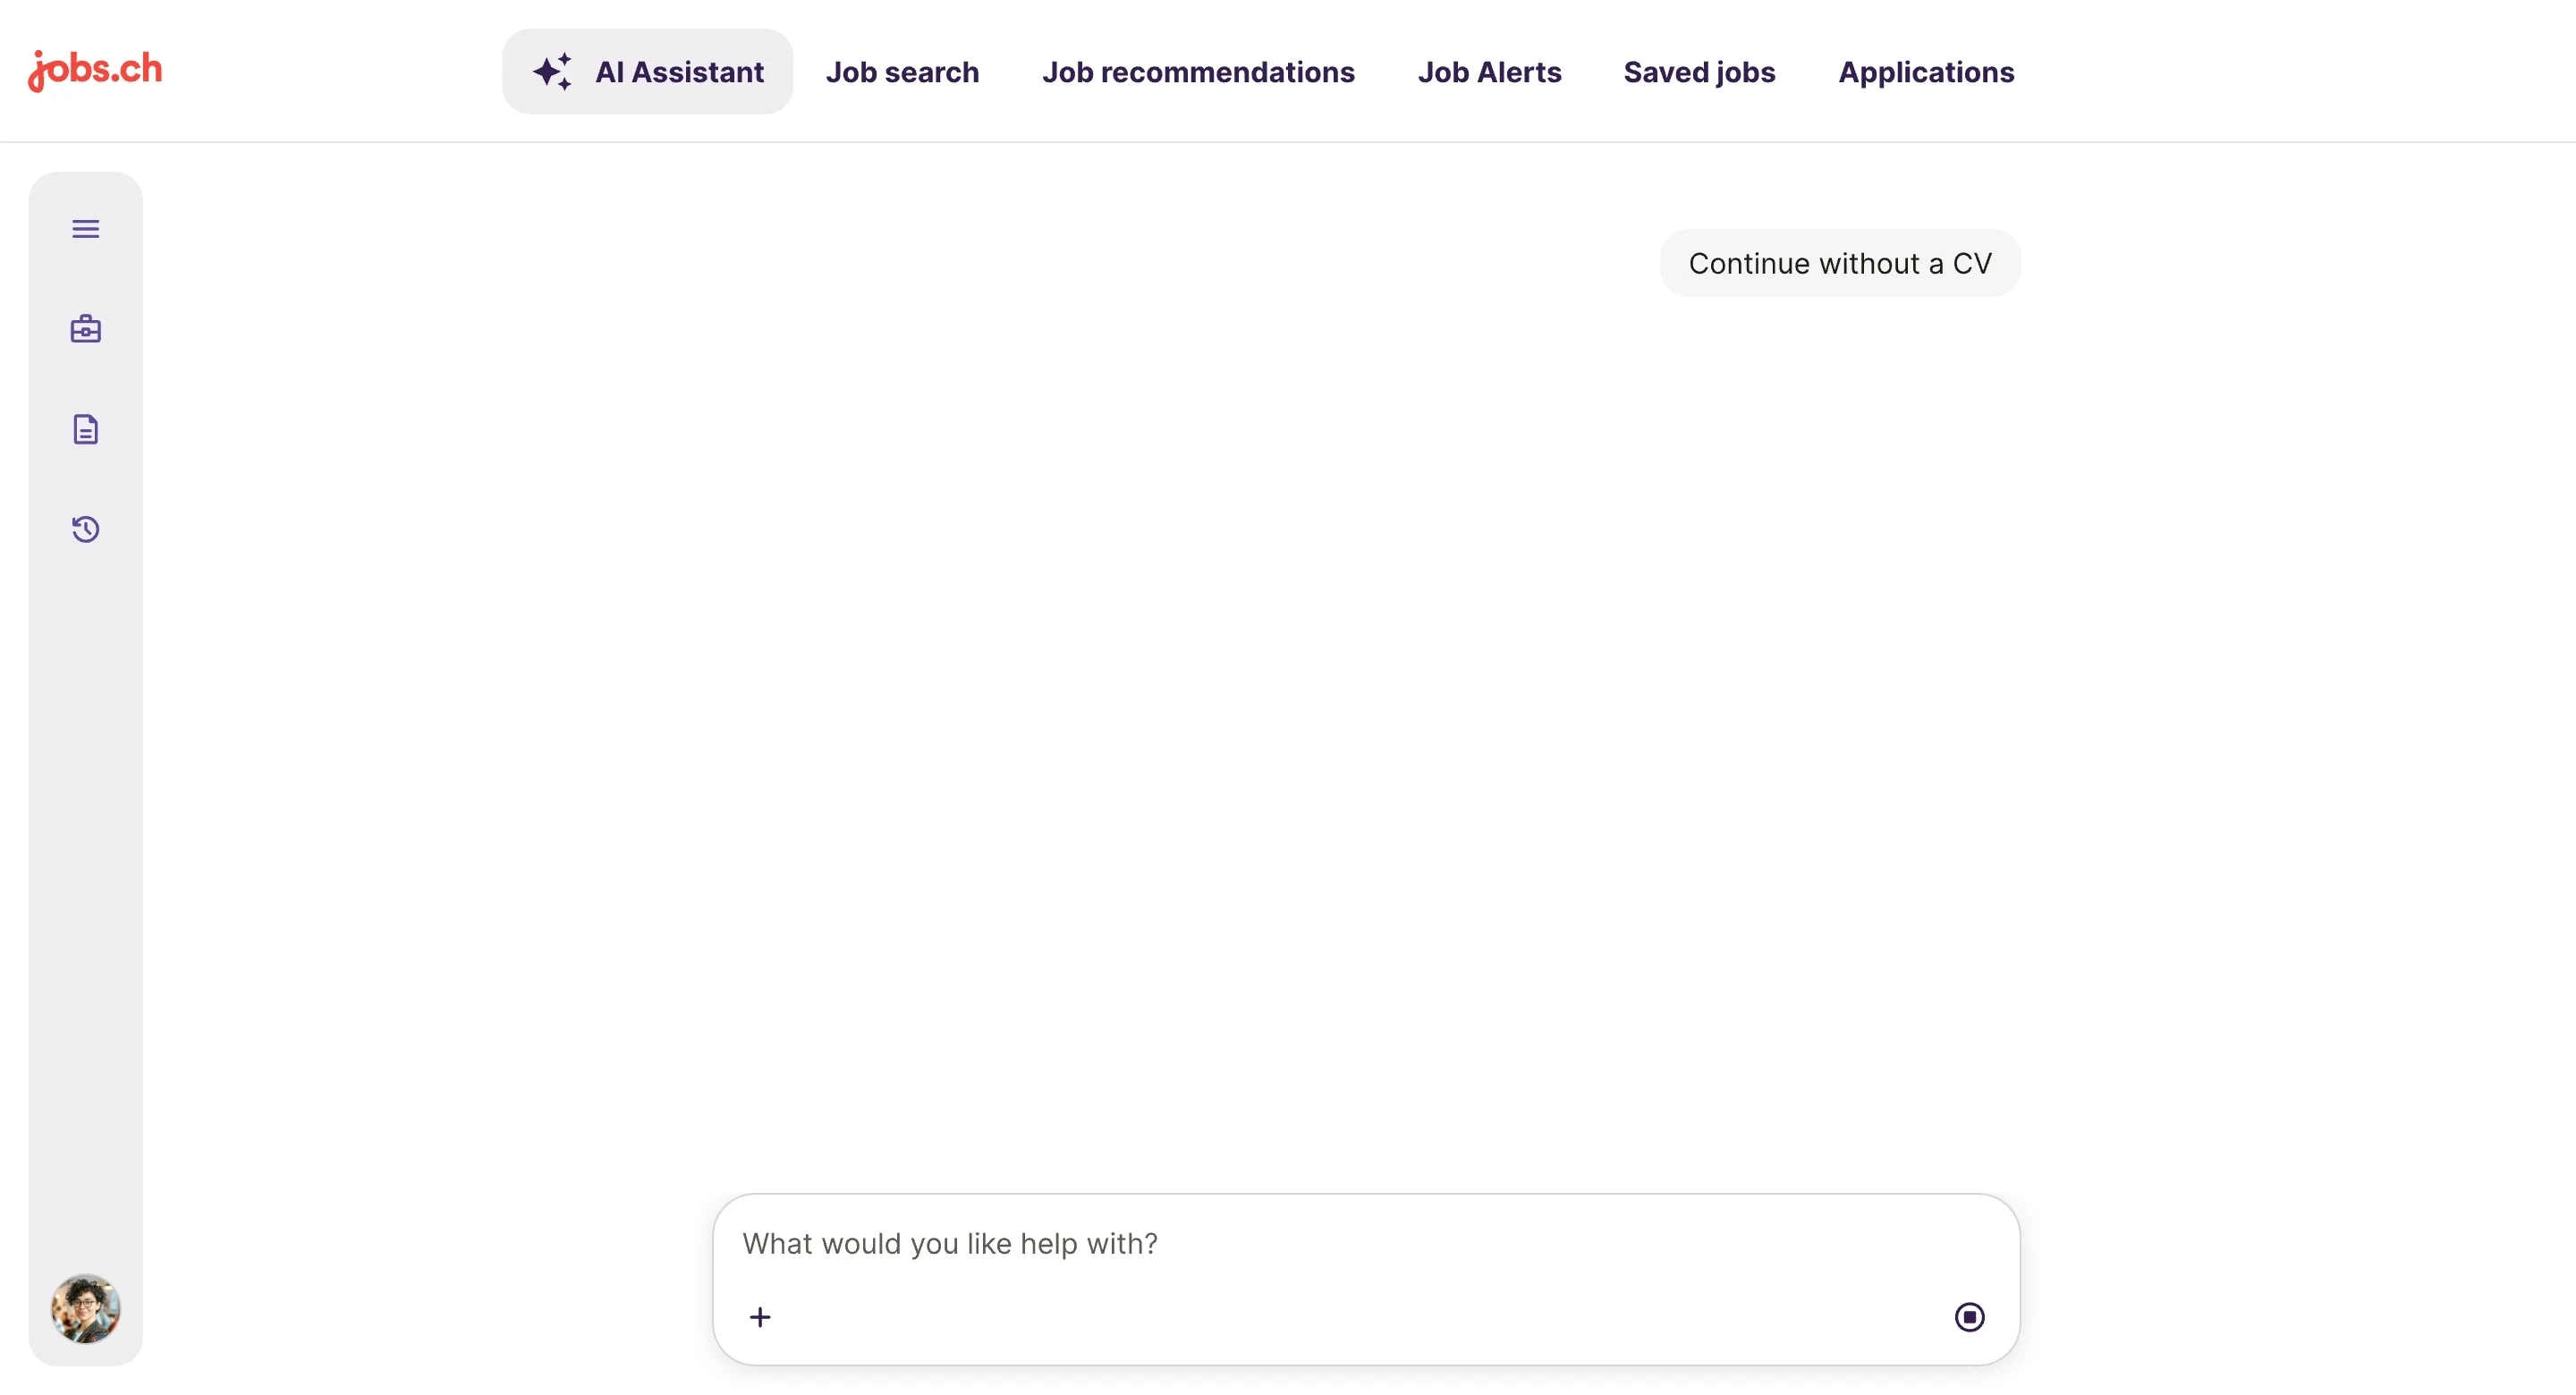 jobs.ch
AI Assistant
Job search
Job recommendations
Job Alerts
Saved jobs
Applications
Continue without a CV
What would you like help with?